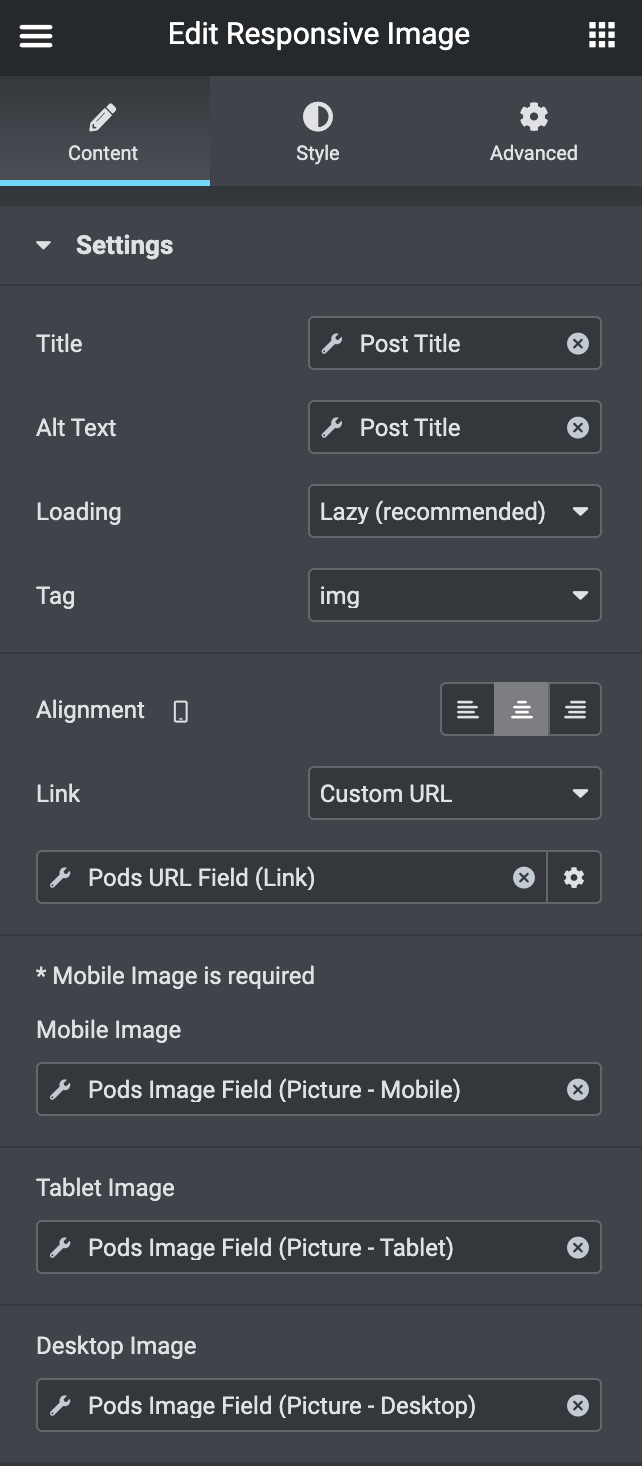 Edit Responsive Image
Content Style Advanced
Settings
Title Post Title
Alt Text Post Title
Loading Lazy (recommended)
Tag img
Alignment
Link Custom URL
Pods URL Field (Link)
* Mobile Image is required
Mobile Image
Pods Image Field (Picture - Mobile)
Tablet Image
Pods Image Field (Picture - Tablet)
Desktop Image
Pods Image Field (Picture - Desktop)